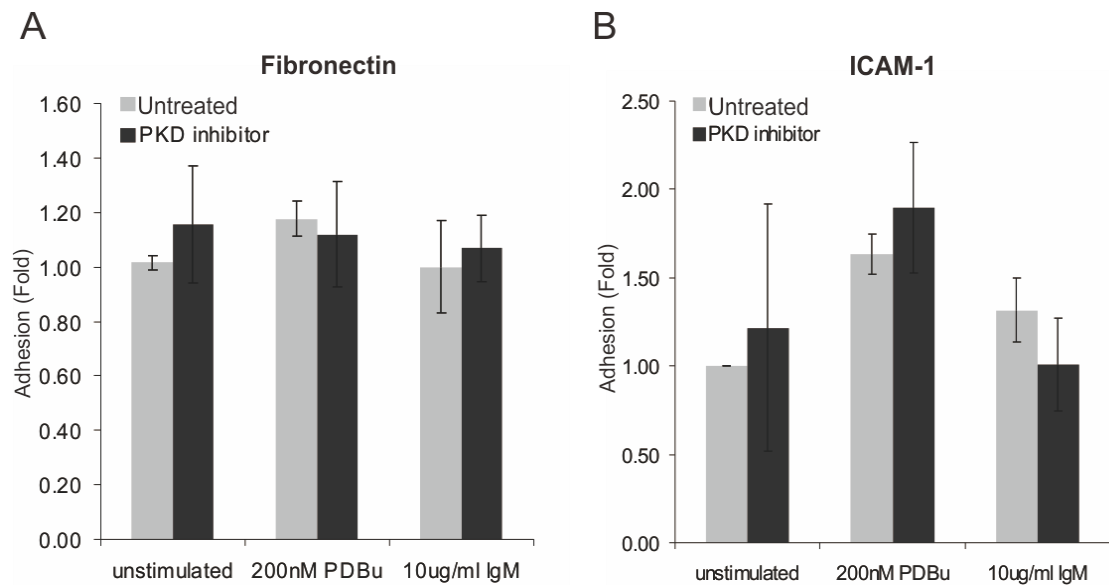 A
Fibronectin
Adhesion (Fold)
1.60
1.40
1.20
1.00
0.80
0.60
0.40
0.20
0.00
Untreated
PKD inhibitor
unstimulated 200nM PDBu 10ug/ml IgM
B
ICAM-1
Adhesion (Fold)
2.50
2.00
1.50
1.00
0.50
0.00
Untreated
PKD inhibitor
unstimulated 200nM PDBu 10ug/ml IgM